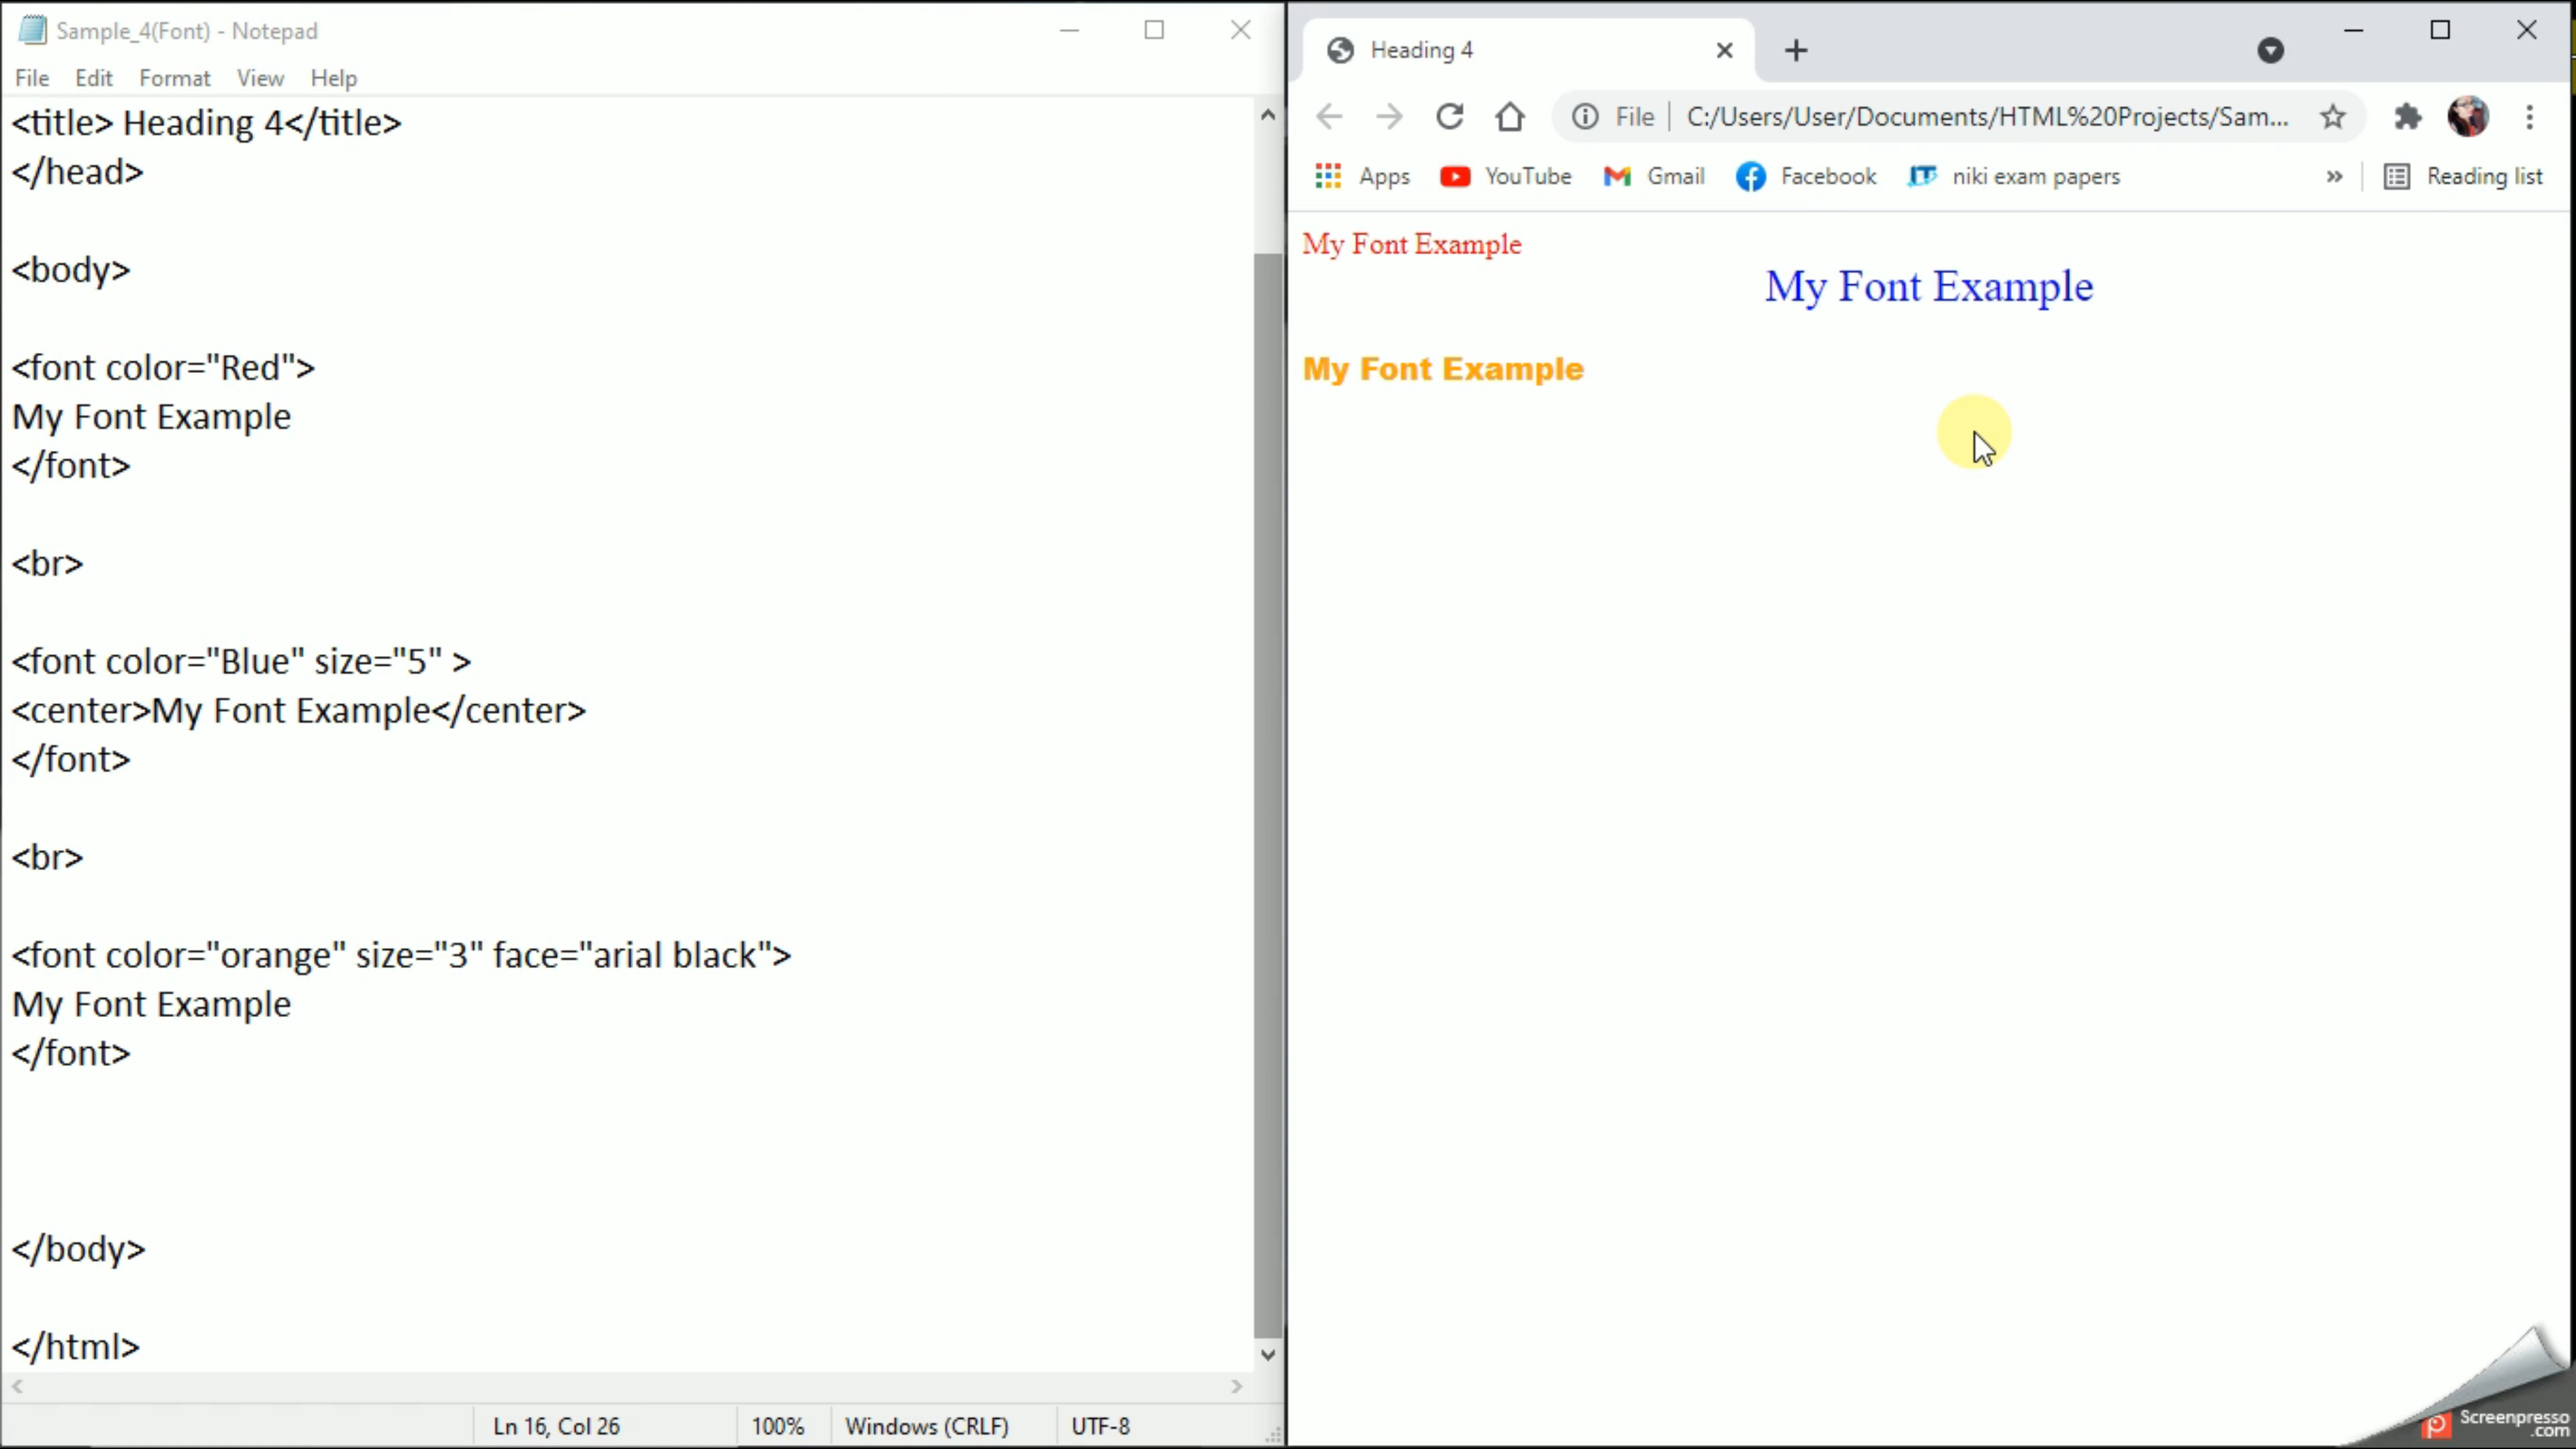 Sample_4(Font) - Notepad
File Edit Format View Help
<title> Heading 4</title>
</head>
<body>
<font color="Red">
My Font Example
</font>
<br>
<font color="Blue" size="5" >
<center>My Font Example</center>
</font>
<br>
<font color="orange" size="3" face="arial black">
My Font Example
</font>
</body>
</html>
Ln 16, Col 26 100% Windows (CRLF) UTF-8
Heading 4
File C:/Users/User/Documents/HTML%20Projects/Sam...
Apps YouTube Gmail Facebook niki exam papers » Reading list
My Font Example
My Font Example
My Font Example
Screenpresso
.com